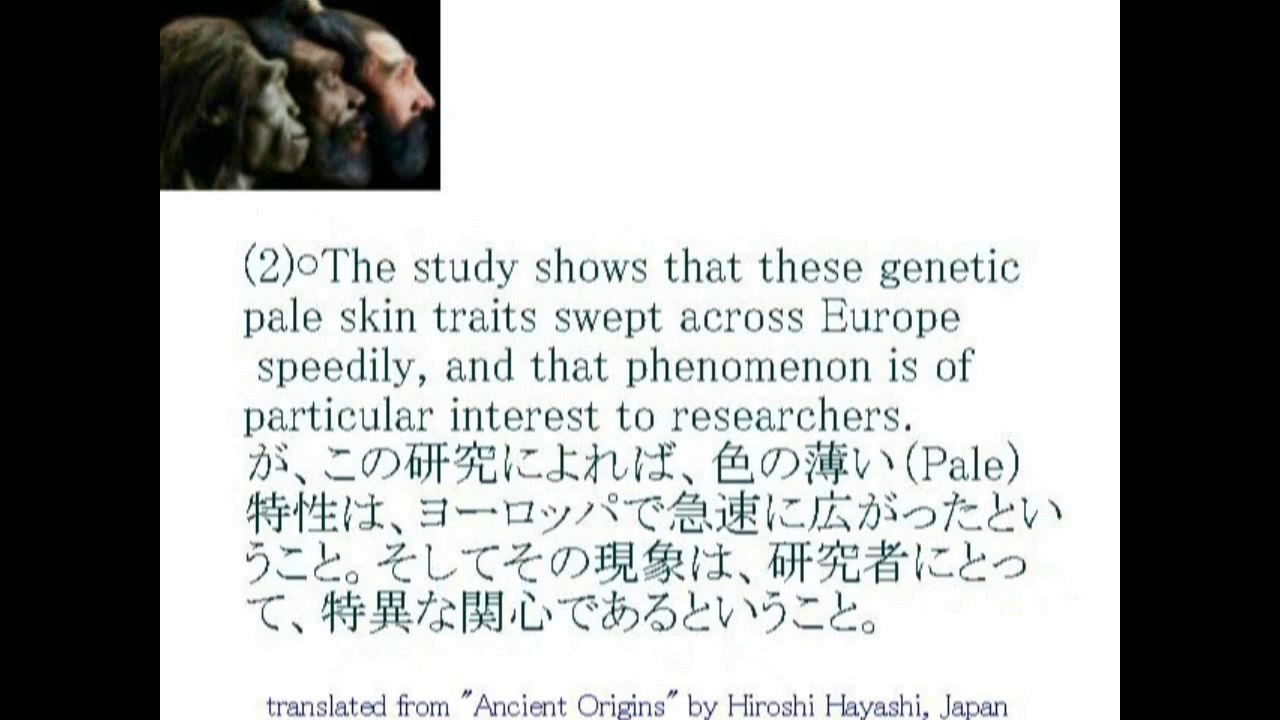 (2)○The study shows that these genetic
pale skin traits swept across Europe
speedily, and that phenomenon is of
particular interest to researchers.
が、この研究によれば、色の薄い(Pale)
特性は、ヨーロッパで急速に広がったとい
うこと。そしてその現象は、研究者にとっ
て、特異な関心であるということ。
translated from "Ancient Origins" by Hiroshi Hayashi, Japan